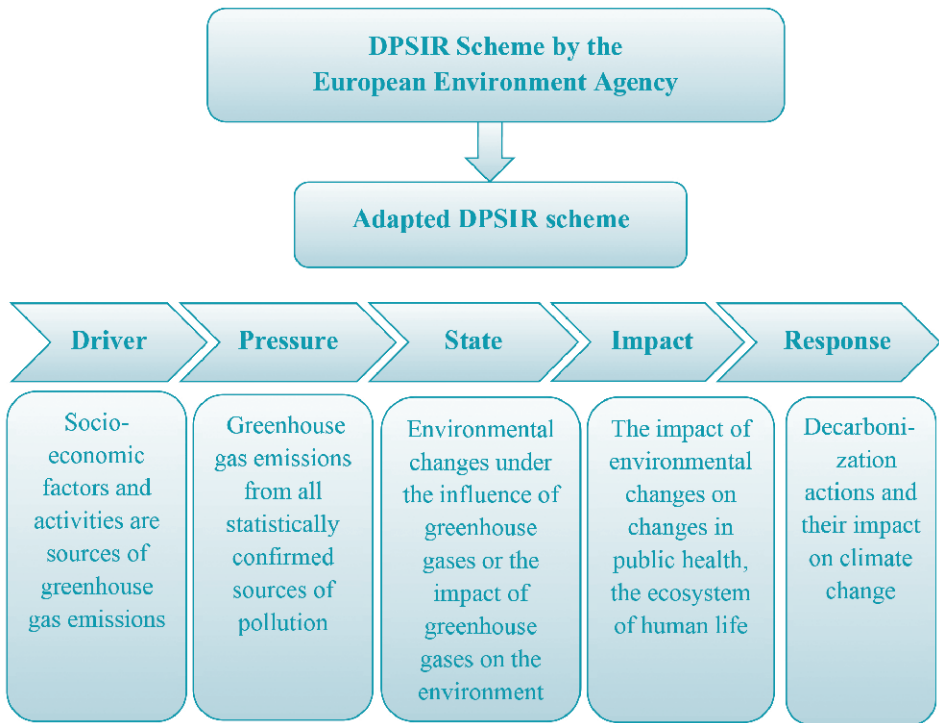 DPSIR Scheme by the
European Environment Agency
Adapted DPSIR scheme
Driver
Pressure
State
Impact
Response
Socio-
economic
factors and
activities are
sources of
greenhouse
gas emissions
Greenhouse
gas emissions
from all
statistically
confirmed
sources of
pollution
Environmental
changes under
the influence of
greenhouse
gases or the
impact of
greenhouse
gases on the
environment
The impact of
environmental
changes on
changes in
public health,
the ecosystem
of human life
Decarboni-
zation
actions and
their impact
on climate
change